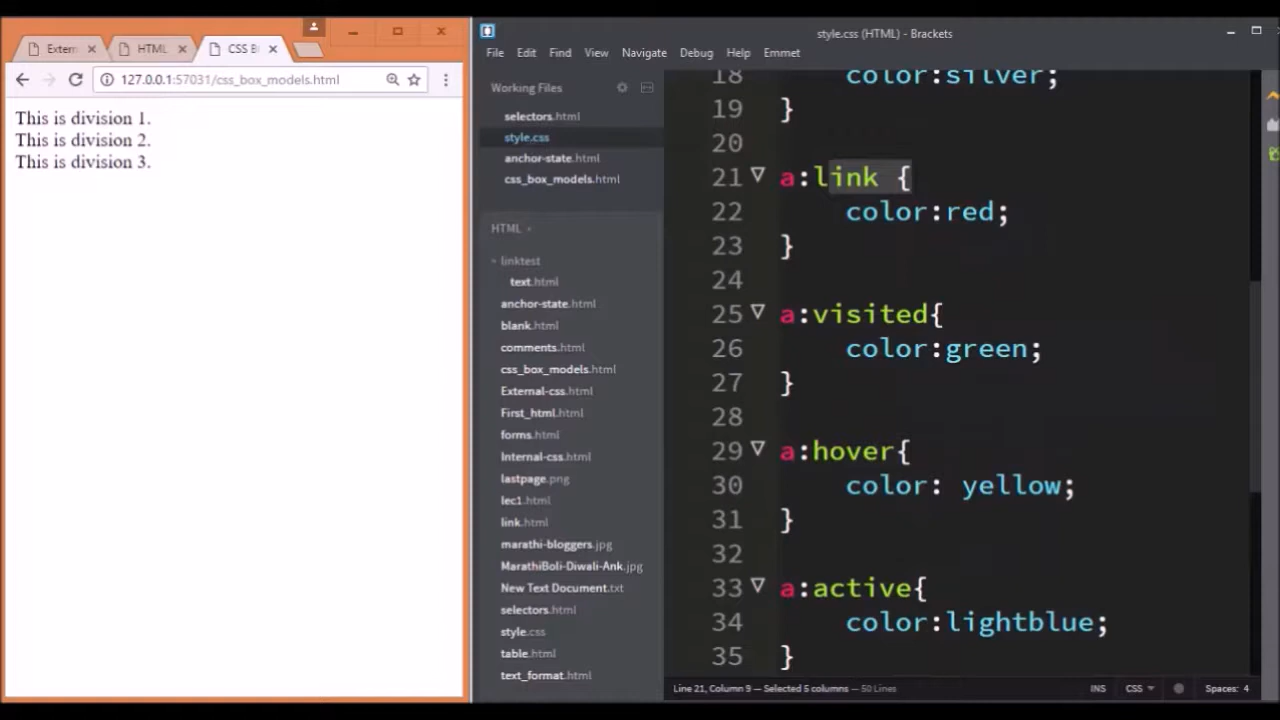 Extern
HTML
CSS B
127.0.0.1:57031/css_box_models.html
This is division 1.
This is division 2.
This is division 3.
style.css (HTML) - Brackets
File Edit Find View Navigate Debug Help Emmet
Working Files
selectors.html
style.css
anchor-state.html
css_box_models.html
HTML
linktest
text.html
anchor-state.html
blank.html
comments.html
css_box_models.html
External-css.html
First_html.html
forms.html
Internal-css.html
lastpage.png
lec1.html
link.html
marathi-bloggers.jpg
MarathiBoli-Diwali-Ank.jpg
New Text Document.txt
selectors.html
style.css
table.html
text_format.html
18 color:silver;
19 }
20
21 a:link {
22 color:red;
23 }
24
25 a:visited{
26 color:green;
27 }
28
29 a:hover{
30 color: yellow;
31 }
32
33 a:active{
34 color:lightblue;
35 }
Line 21, Column 9 — Selected 5 columns — 50 Lines
INS CSS Spaces: 4